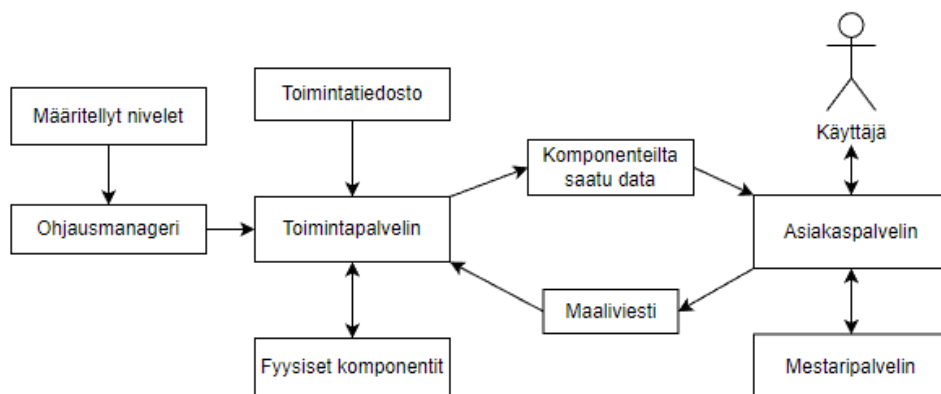 Määritellyt nivelet
Toimintatiedosto
Käyttäjä
Komponenteilta
saatu data
Ohjausmanageri
Toimintapalvelin
Asiakaspalvelin
Maaliviesti
Fyysiset komponentit
Mestaripalvelin